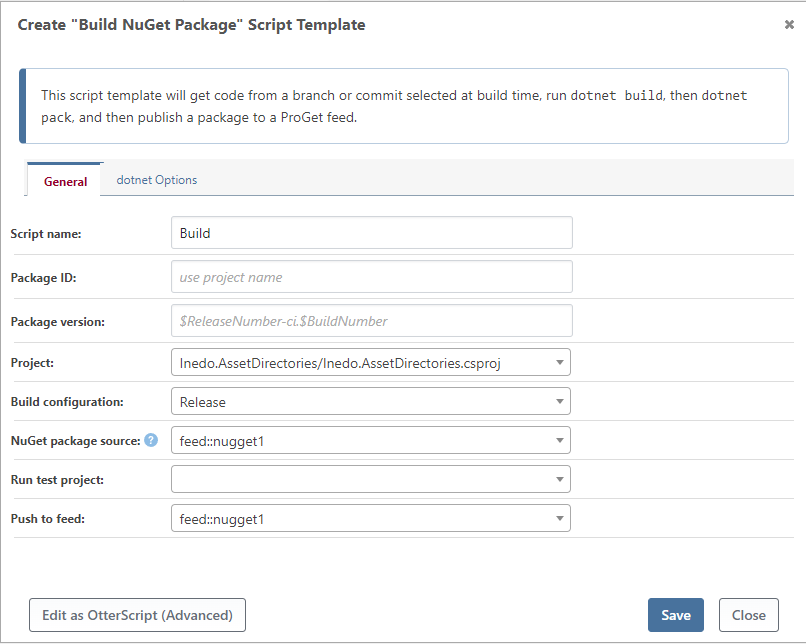 Create "Build NuGet Package" Script Template
This script template will get code from a branch or commit selected at build time, run dotnet build, then dotnet
pack, and then publish a package to a ProGet feed.
General dotnet Options
Script name: Build
Package ID: use project name
Package version: $ReleaseNumber-ci.$BuildNumber
Project: Inedo.AssetDirectories/Inedo.AssetDirectories.csproj
Build configuration: Release
NuGet package source: ? feed::nugget1
Run test project:
Push to feed: feed::nugget1
Edit as OtterScript (Advanced) Save Close